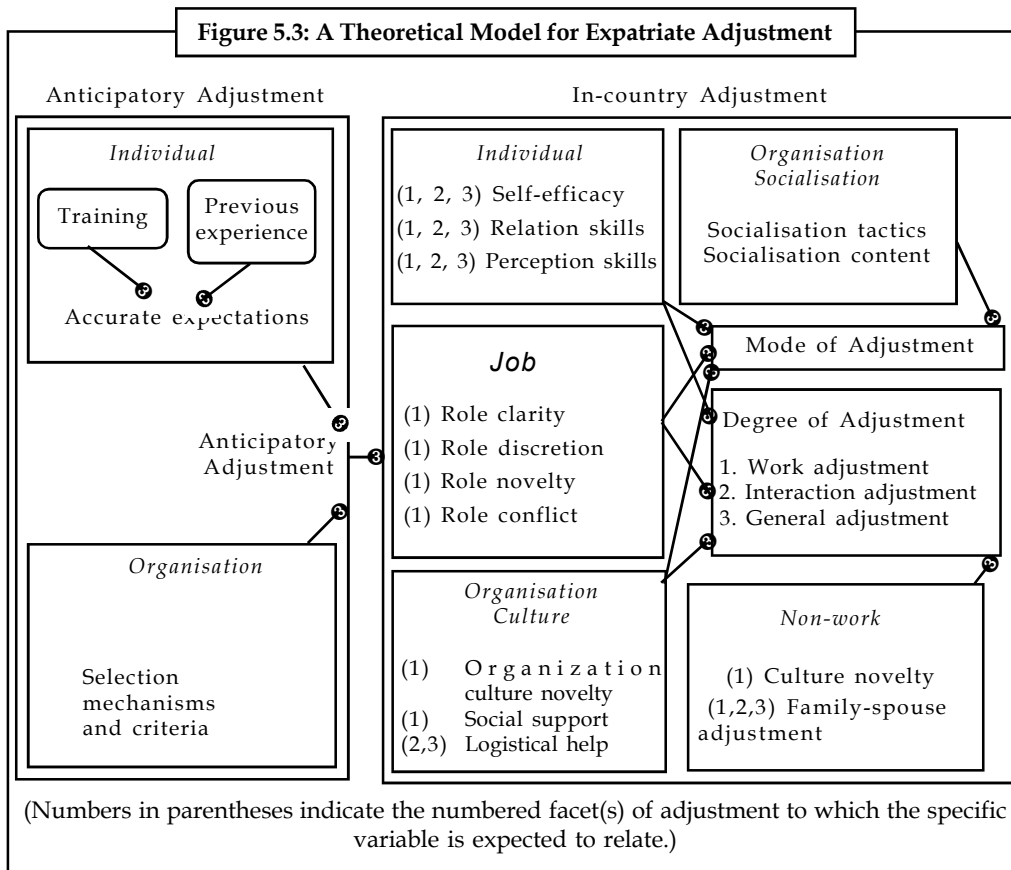 Figure 5.3: A Theoretical Model for Expatriate Adjustment
Anticipatory Adjustment
Individual
Training
Previous
experience
Accurate expectations
Anticipatory
Adjustment
Organisation
Selection
mechanisms
and criteria
In-country Adjustment
Individual
(1, 2, 3) Self-efficacy
(1, 2, 3) Relation skills
(1, 2, 3) Perception skills
Organisation
Socialisation
Socialisation tactics
Socialisation content
Job
(1) Role clarity
(1) Role discretion
(1) Role novelty
(1) Role conflict
Mode of Adjustment
Degree of Adjustment
1. Work adjustment
2. Interaction adjustment
3. General adjustment
Organisation
Culture
(1) Organization
culture novelty
(1) Social support
(2,3) Logistical help
Non-work
(1) Culture novelty
(1,2,3) Family-spouse
adjustment
(Numbers in parentheses indicate the numbered facet(s) of adjustment to which the specific
variable is expected to relate.)